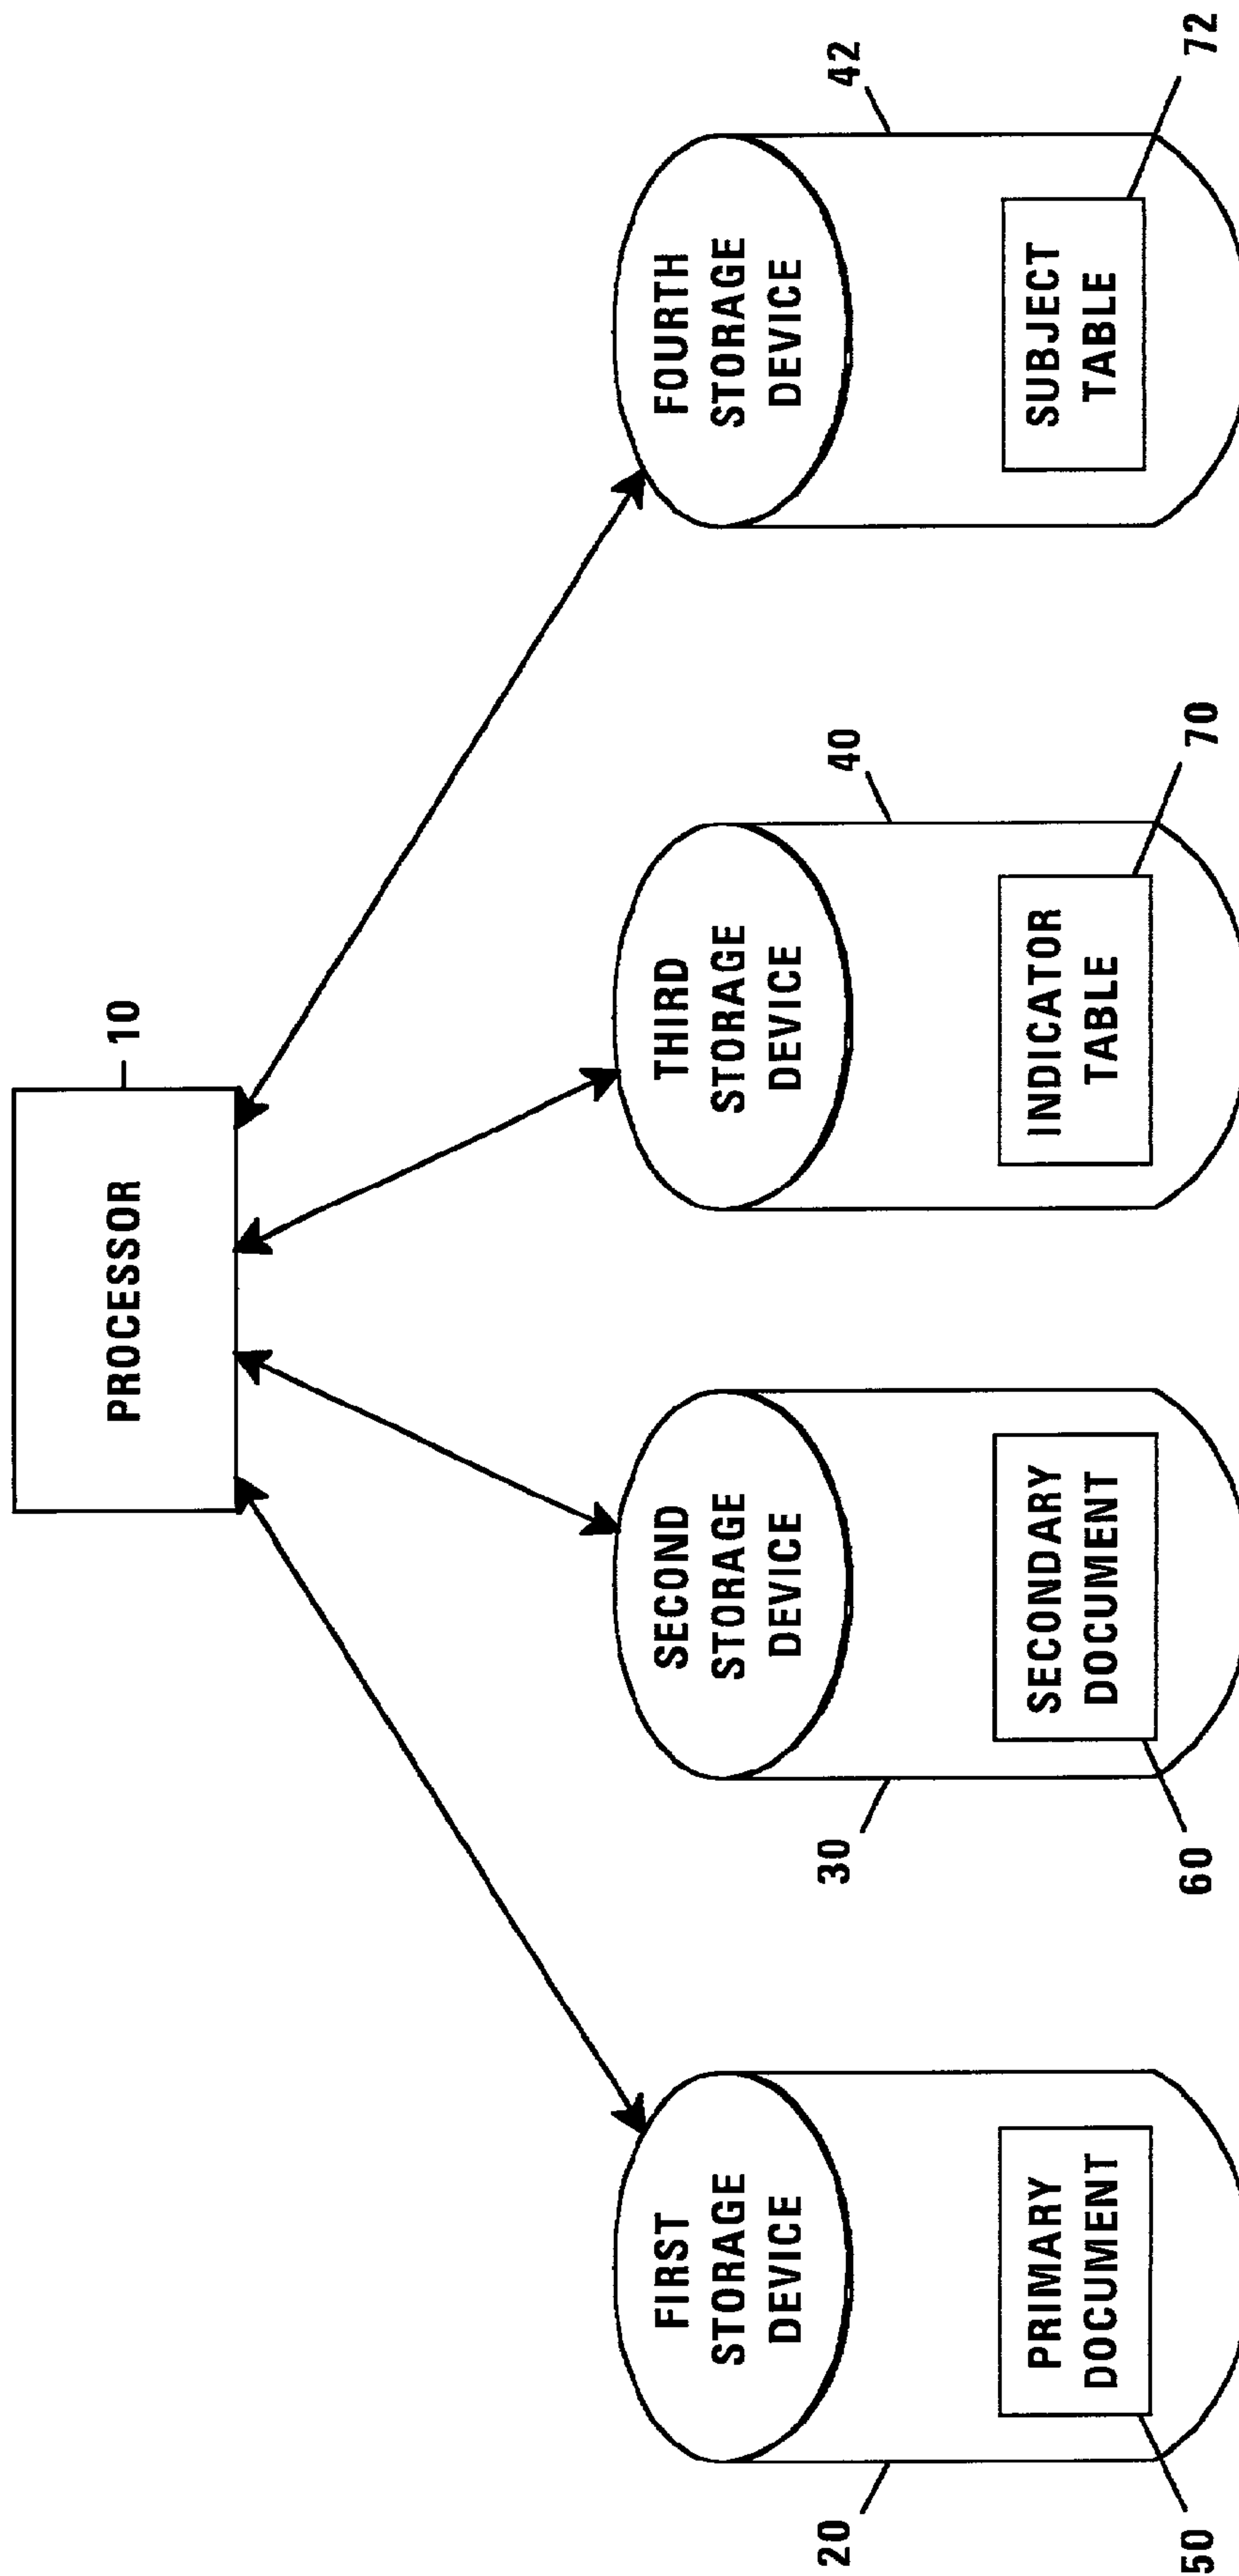 PROCESSOR
10
FIRST
STORAGE
DEVICE
20
PRIMARY
DOCUMENT
50
SECOND
STORAGE
DEVICE
30
SECONDARY
DOCUMENT
60
THIRD
STORAGE
DEVICE
40
INDICATOR
TABLE
70
FOURTH
STORAGE
DEVICE
42
SUBJECT
TABLE
72